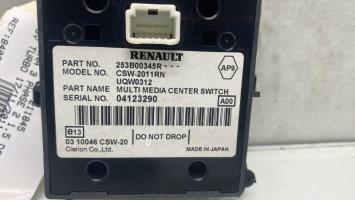 RENAULT
PART NO. 253B00345R---
MODEL NO. CSW-2011RN
UQW0312
PART NAME MULTI MEDIA CENTER SWITCH
SERIAL NO. 04123290
A00
AP9
e13
DO NOT DROP
03 10046 CSW-20
Clarion Co.,Ltd.
MADE IN JAPAN